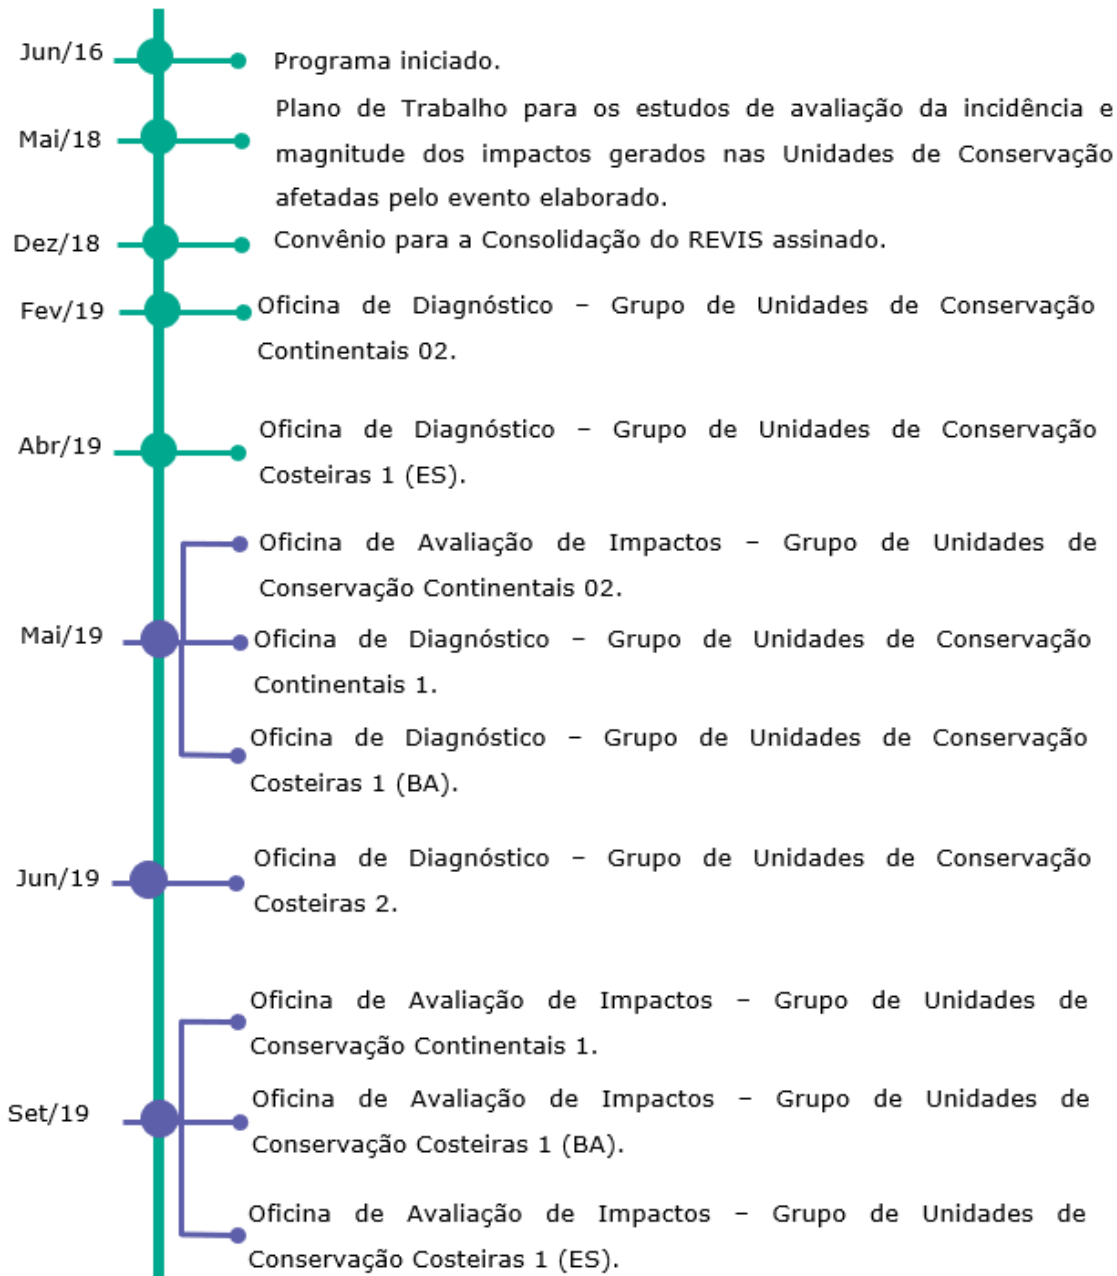 Jun/16
Programa iniciado.
Mai/18
Plano de Trabalho para os estudos de avaliação da incidência e
magnitude dos impactos gerados nas Unidades de Conservação
afetadas pelo evento elaborado.
Dez/18
Convênio para a Consolidação do REVIS assinado.
Fev/19
Oficina de Diagnóstico – Grupo de Unidades de Conservação
Continentais 02.
Abr/19
Oficina de Diagnóstico – Grupo de Unidades de Conservação
Costeiras 1 (ES).
Mai/19
Oficina de Avaliação de Impactos – Grupo de Unidades de
Conservação Continentais 02.
Oficina de Diagnóstico – Grupo de Unidades de Conservação
Continentais 1.
Oficina de Diagnóstico – Grupo de Unidades de Conservação
Costeiras 1 (BA).
Jun/19
Oficina de Diagnóstico – Grupo de Unidades de Conservação
Costeiras 2.
Set/19
Oficina de Avaliação de Impactos – Grupo de Unidades de
Conservação Continentais 1.
Oficina de Avaliação de Impactos – Grupo de Unidades de
Conservação Costeiras 1 (BA).
Oficina de Avaliação de Impactos – Grupo de Unidades de
Conservação Costeiras 1 (ES).